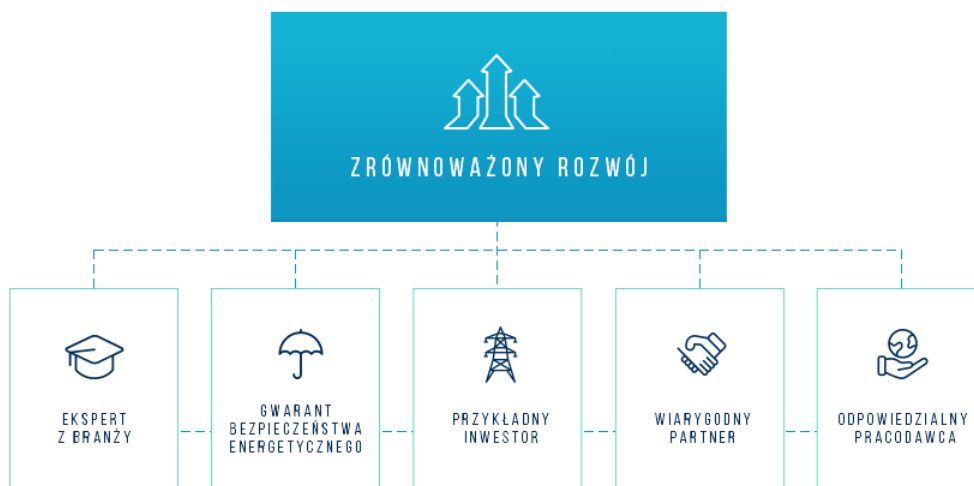 ZRÓWNOWAŻONY ROZWÓJ
EKSPERT
Z BRANŻY
GWARANT
BEZPIECZEŃSTWA
ENERGETYCZNEGO
PRZYKŁADNY
INWESTOR
WIARYGODNY
PARTNER
ODPOWIEDZIALNY
PRACODAWCA